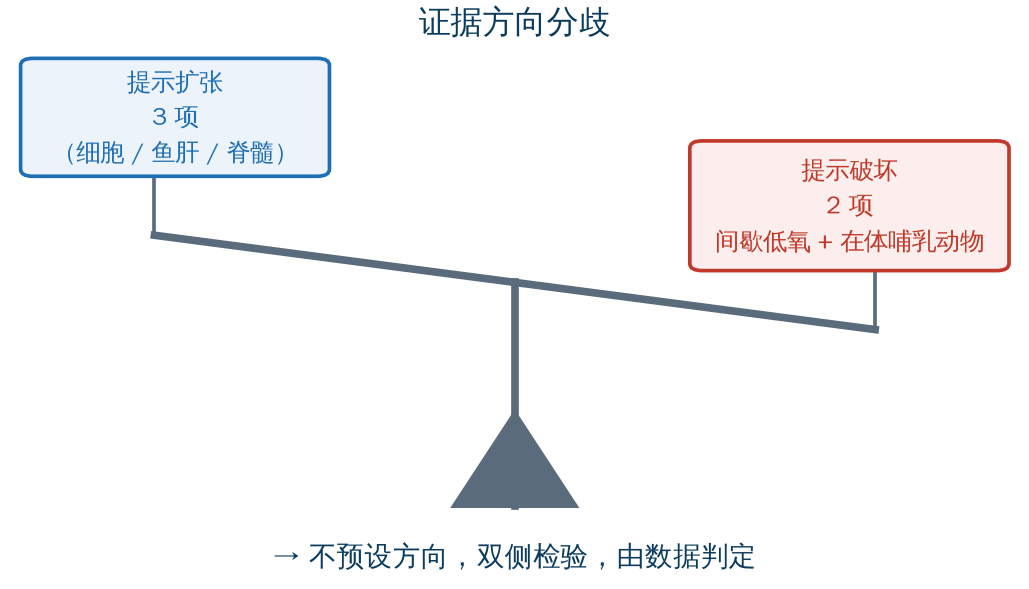 证据方向分歧
提示扩张
3 项
（细胞 / 鱼肝 / 脊髓）
提示破坏
2 项
间歇低氧 + 在体哺乳动物
→ 不预设方向，双侧检验，由数据判定